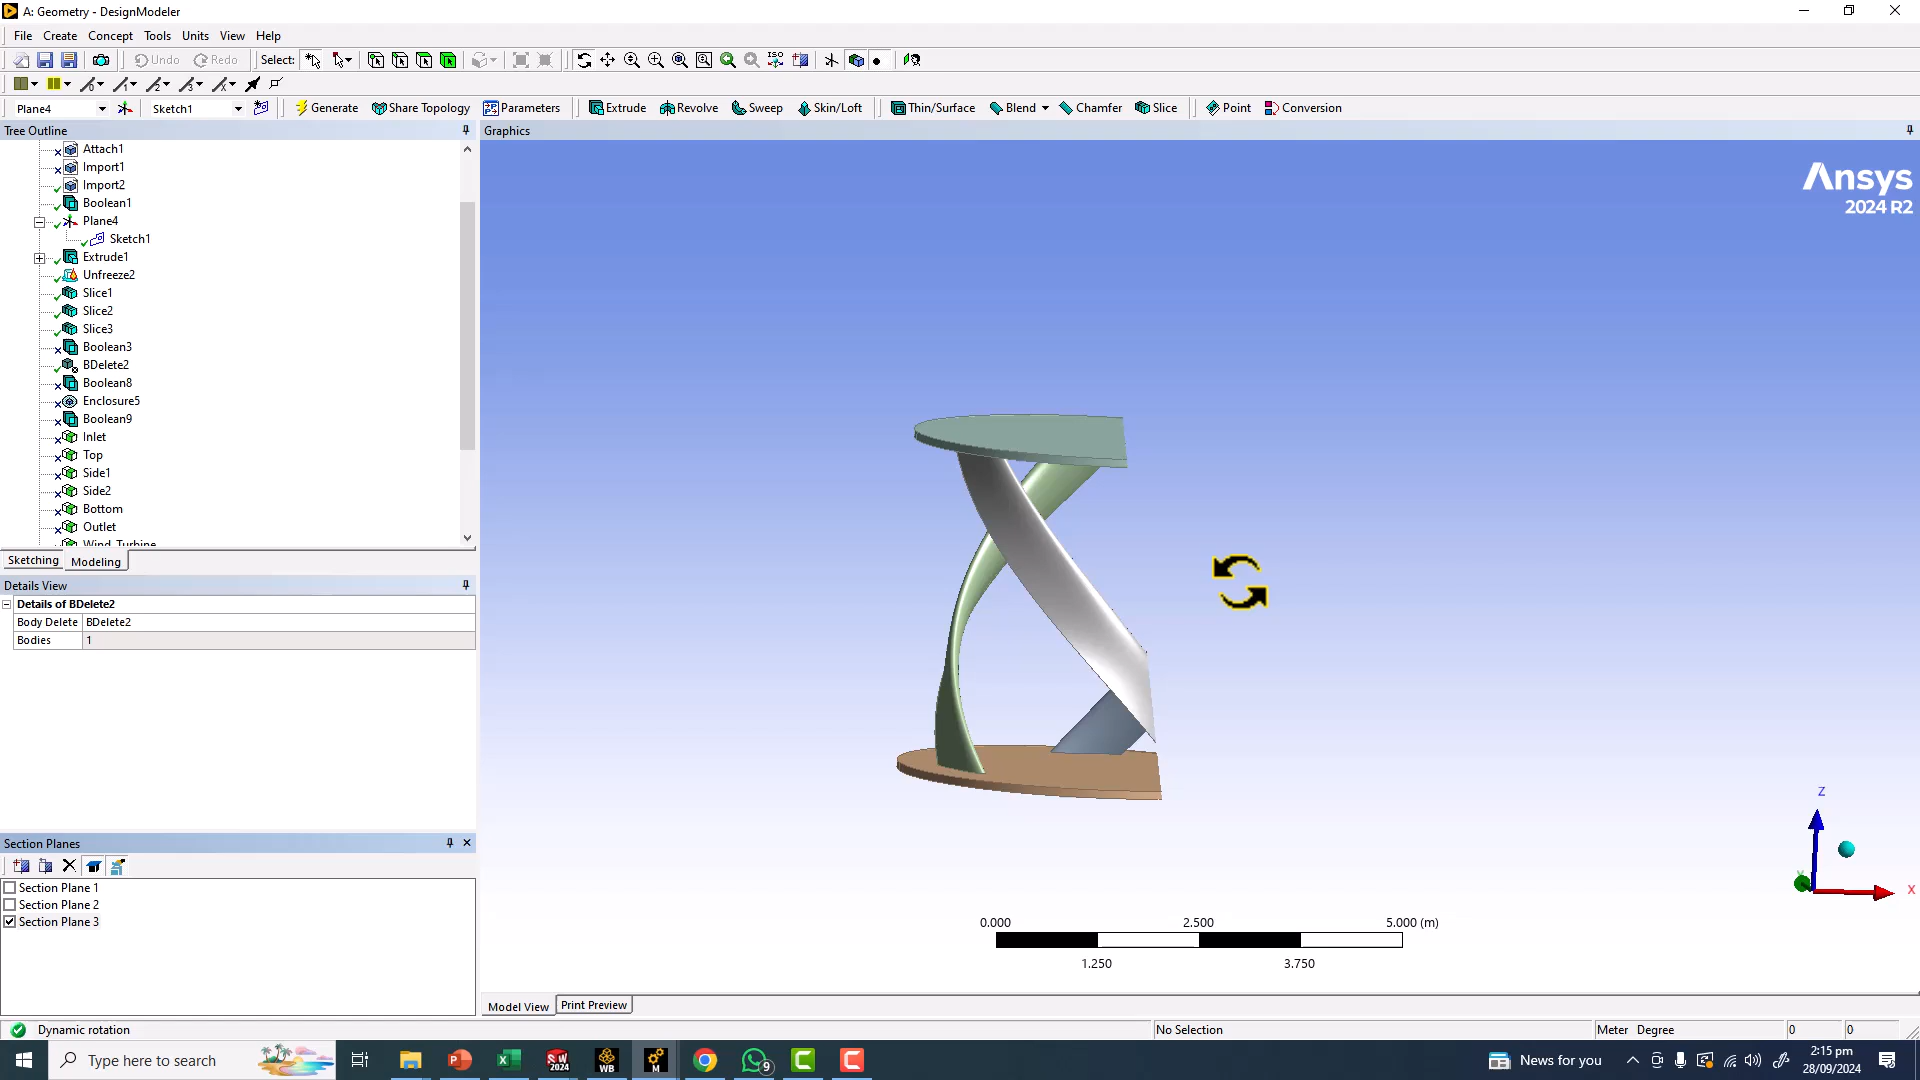 A: Geometry - DesignModeler
File Create Concept Tools Units View Help
Undo Redo Select: ISO
Plane4 Sketch1 Generate Share Topology Parameters Extrude Revolve Sweep Skin/Loft Thin/Surface Blend Chamfer Slice Point Conversion
Tree Outline
Graphics
Attach1
Import1
Import2
Boolean1
Plane4
Sketch1
Extrude1
Unfreeze2
Slice1
Slice2
Slice3
Boolean3
BDelete2
Boolean8
Enclosure5
Boolean9
Inlet
Top
Side1
Side2
Bottom
Outlet
Wind_Turbine
Sketching Modeling
Details View
Details of BDelete2
Body Delete BDelete2
Bodies 1
Section Planes
Section Plane 1
Section Plane 2
Section Plane 3
Ansys
2024 R2
Z
X
0.000 2.500 5.000 (m)
1.250 3.750
Model View Print Preview
Dynamic rotation No Selection Meter Degree 0 0
Type here to search
News for you
2:15 pm
28/09/2024